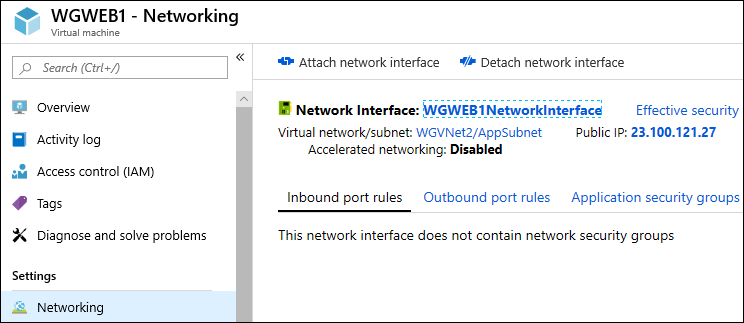 WGWEB1 - Networking
Virtual machine
«
Search (Ctrl+/)
Overview
Activity log
Access control (IAM)
Tags
Diagnose and solve problems
Settings
Networking
Attach network interface Detach network interface
Network Interface: WGWEB1NetworkInterface Effective security
Virtual network/subnet: WGVNet2/AppSubnet Public IP: 23.100.121.27
Accelerated networking: Disabled
Inbound port rules Outbound port rules Application security groups
This network interface does not contain network security groups